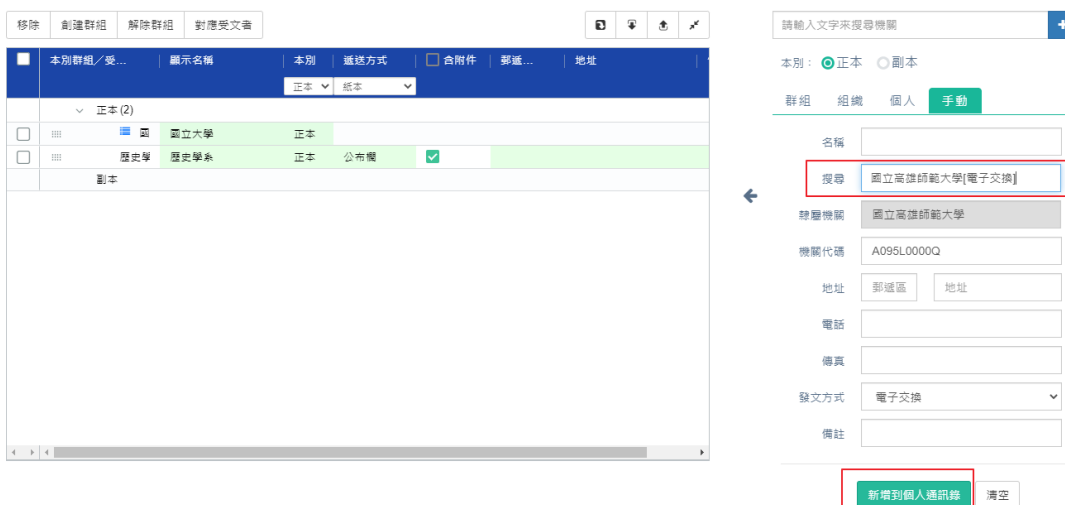 移除 創建群組 解除群組 對應受文者
請輸入文字來搜尋機關
本別群組／受... 顯示名稱 本別 遞送方式 含附件 郵遞... 地址
正本 紙本
正本 (2)
國 國立大學 正本
歷史學 歷史學系 正本 公布欄
副本
本別： 正本 副本
群組 組織 個人 手動
名稱
搜尋 國立高雄師範大學[電子交換]
隸屬機關 國立高雄師範大學
機關代碼 A095L0000Q
地址 郵遞區 地址
電話
傳真
發文方式 電子交換
備註
新增到個人通訊錄 清空